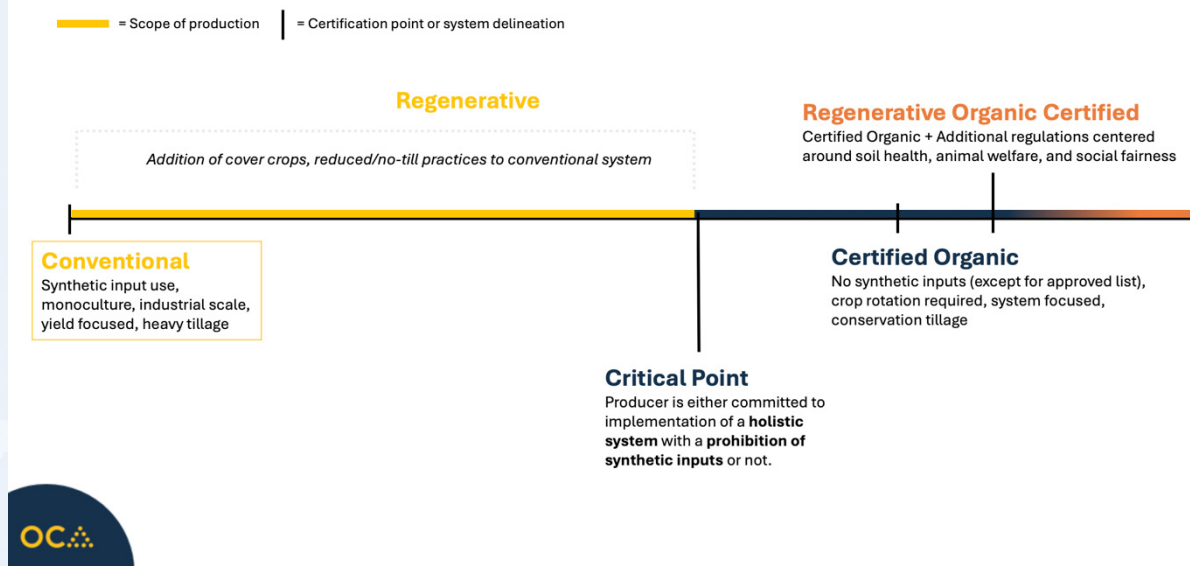 = Scope of production
= Certification point or system delineation
Regenerative
Addition of cover crops, reduced/no-till practices to conventional system
Regenerative Organic Certified
Certified Organic + Additional regulations centered
around soil health, animal welfare, and social fairness
Conventional
Synthetic input use,
monoculture, industrial scale,
yield focused, heavy tillage
Certified Organic
No synthetic inputs (except for approved list),
crop rotation required, system focused,
conservation tillage
Critical Point
Producer is either committed to
implementation of a holistic
system with a prohibition of
synthetic inputs or not.
OCA